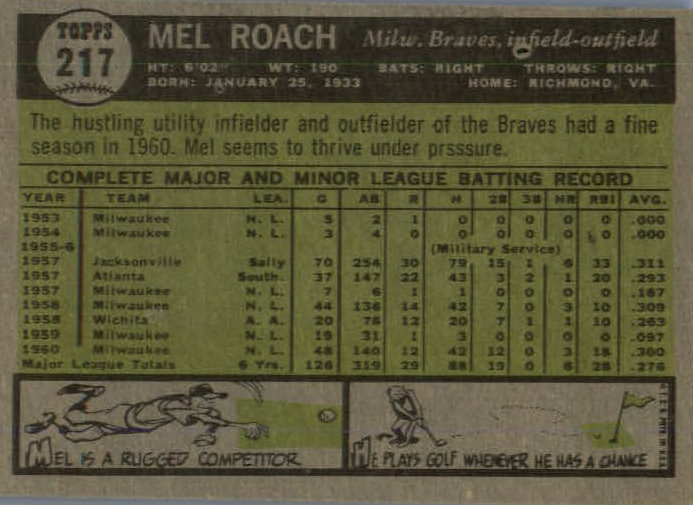 TOPPS
217
MEL ROACH Milw. Braves, infield-outfield
HT: 6'02" WT: 190 BATS: RIGHT THROWS: RIGHT
BORN: JANUARY 25, 1933 HOME: RICHMOND, VA.
The hustling utility infielder and outfielder of the Braves had a fine
season in 1960. Mel seems to thrive under prsssure.
COMPLETE MAJOR AND MINOR LEAGUE BATTING RECORD
YEAR TEAM LEA. G AB R H 2B 3B HR RBI AVG.
1953 Milwaukee N. L. 5 2 1 0 0 0 0 0 .000
1954 Milwaukee N. L. 3 4 0 0 0 0 0 0 .000
1955-6 (Military Service)
1957 Jacksonville Sally 70 254 30 79 15 1 6 33 .311
1957 Atlanta South. 37 147 22 43 3 2 1 20 .293
1957 Milwaukee N. L. 7 6 1 1 0 0 0 0 .167
1958 Milwaukee N. L. 44 136 14 42 7 0 3 10 .309
1958 Wichita A. A. 20 76 12 20 7 1 1 10 .263
1959 Milwaukee N. L. 19 31 1 3 0 0 0 0 .097
1960 Milwaukee N. L. 48 140 12 42 12 0 3 18 .300
Major League Totals 6 Yrs. 126 319 29 88 19 0 6 28 .276
MEL IS A RUGGED COMPETITOR
HE PLAYS GOLF WHENEVER HE HAS A CHANCE